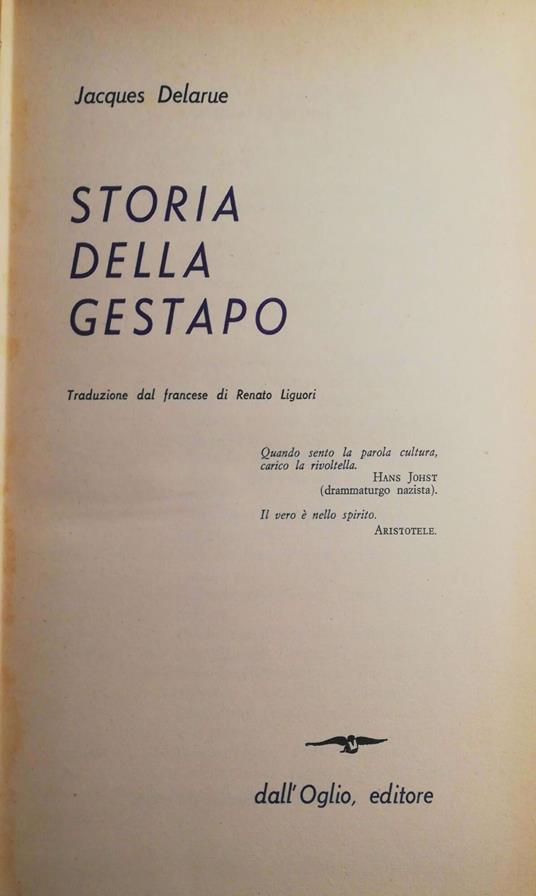 Jacques Delarue
STORIA
DELLA
GESTAPO
Traduzione dal francese di Renato Liguori
Quando sento la parola cultura,
carico la rivoltella.
HANS JOHST
(drammaturgo nazista).
Il vero è nello spirito.
ARISTOTELE.
dall'Oglio, editore